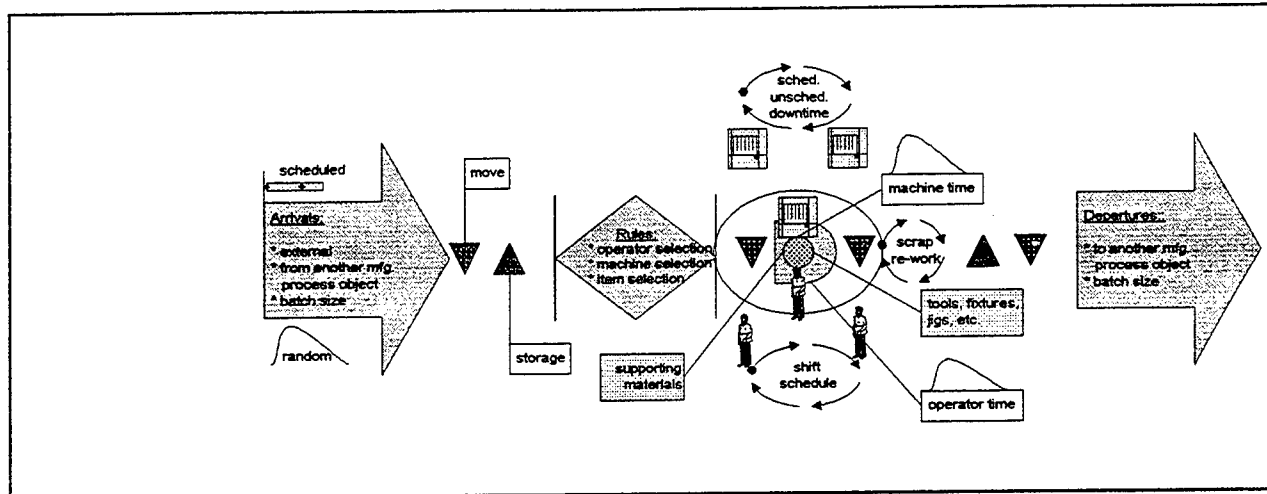 sched.
unsched.
downtime
scheduled
move
machine time
Arrivals:
* external
* from another mfg.
process object
* batch size
Rules:
* operator selection
* machine selection
* item selection
scrap
re-work
Departures:
* to another mfg
process object
* batch size
tools, fixtures,
jigs, etc.
random
storage
supporting
materials
shift
schedule
operator time